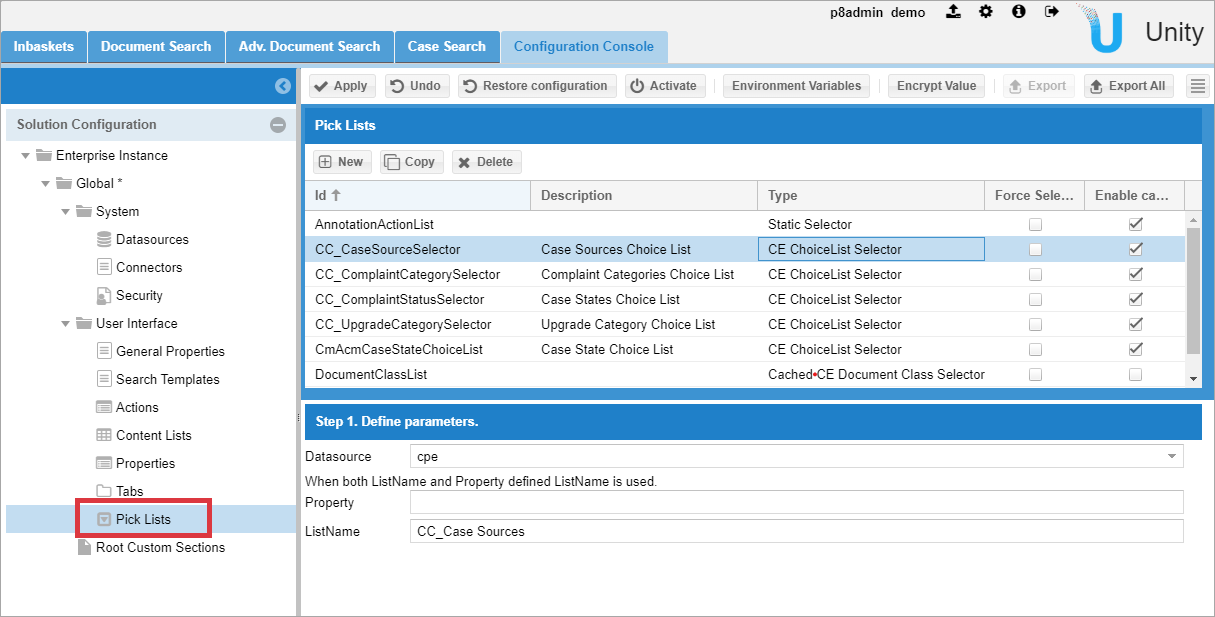 p8admin demo
Unity
Inbaskets Document Search Adv. Document Search Case Search Configuration Console
Apply Undo Restore configuration Activate Environment Variables Encrypt Value Export Export All
Solution Configuration
Enterprise Instance
Global *
System
Datasources
Connectors
Security
User Interface
General Properties
Search Templates
Actions
Content Lists
Properties
Tabs
Pick Lists
Root Custom Sections
Pick Lists
New Copy Delete
Id Description Type Force Sele... Enable ca...
AnnotationActionList Static Selector
CC_CaseSourceSelector Case Sources Choice List CE ChoiceList Selector
CC_ComplaintCategorySelector Complaint Categories Choice List CE ChoiceList Selector
CC_ComplaintStatusSelector Case States Choice List CE ChoiceList Selector
CC_UpgradeCategorySelector Upgrade Category Choice List CE ChoiceList Selector
CmAcmCaseStateChoiceList Case State Choice List CE ChoiceList Selector
DocumentClassList Cached•CE Document Class Selector
Step 1. Define parameters.
Datasource cpe
When both ListName and Property defined ListName is used.
Property
ListName CC_Case Sources